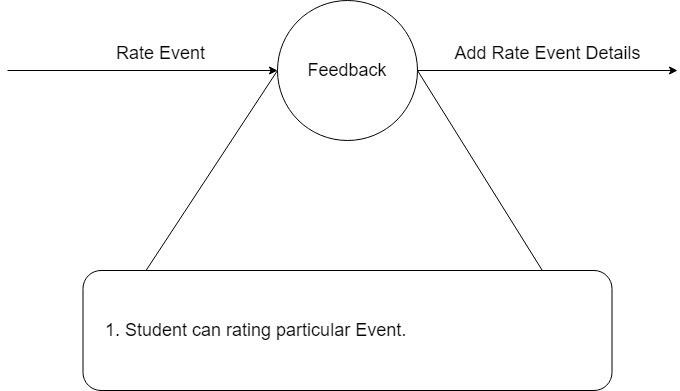 Rate Event
Feedback
Add Rate Event Details
1. Student can rating particular Event.